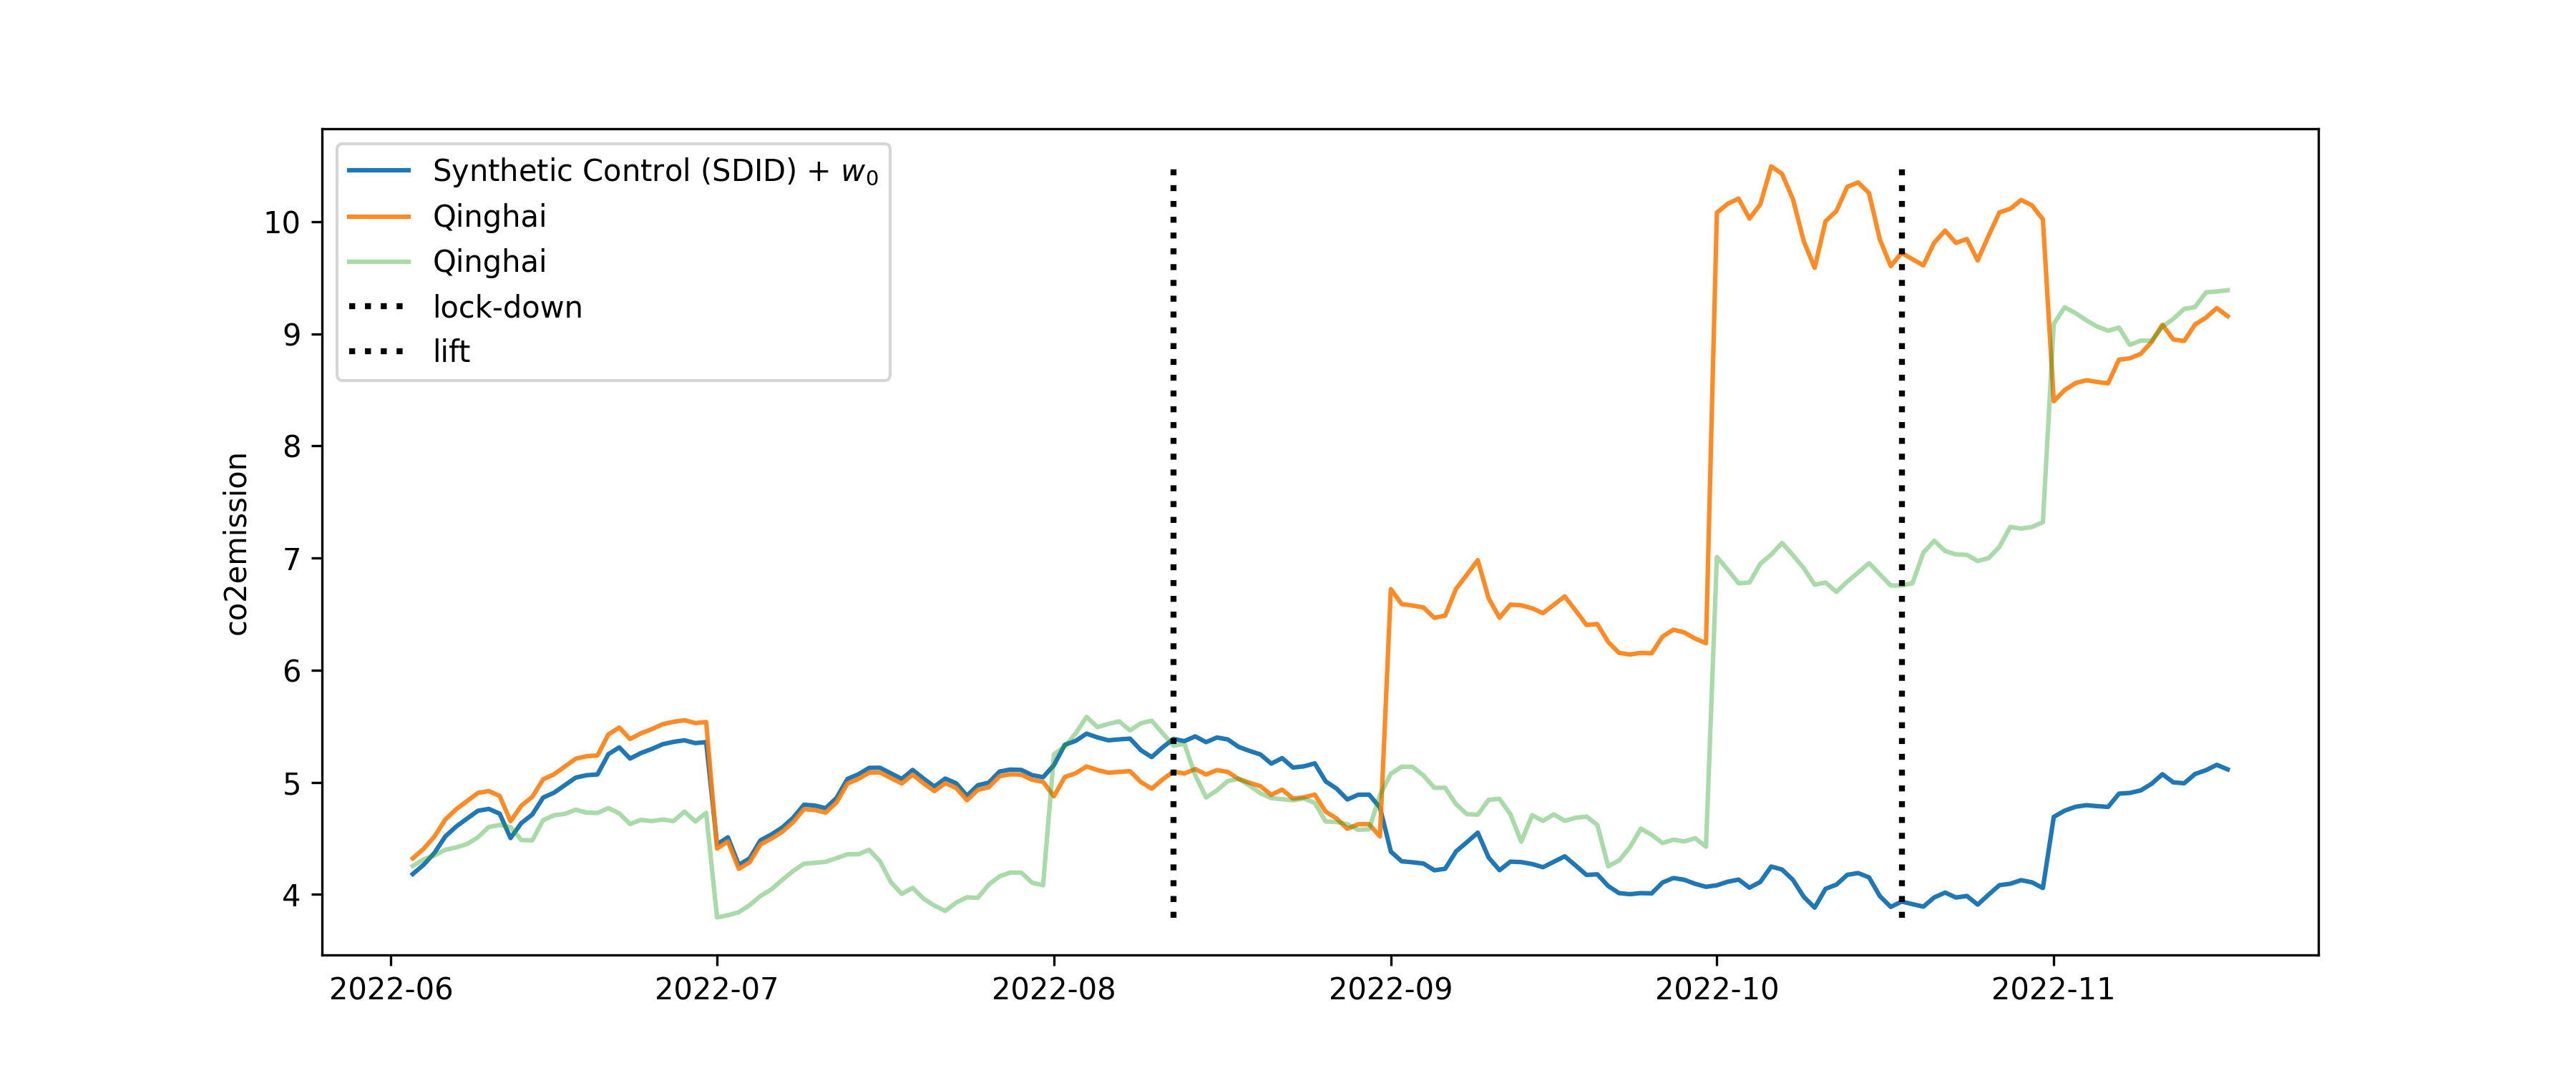 Synthetic Control (SDID) + w₀
Qinghai
Qinghai
lock-down
lift
co2emission
10
9
8
7
6
5
4
2022-06
2022-07
2022-08
2022-09
2022-10
2022-11